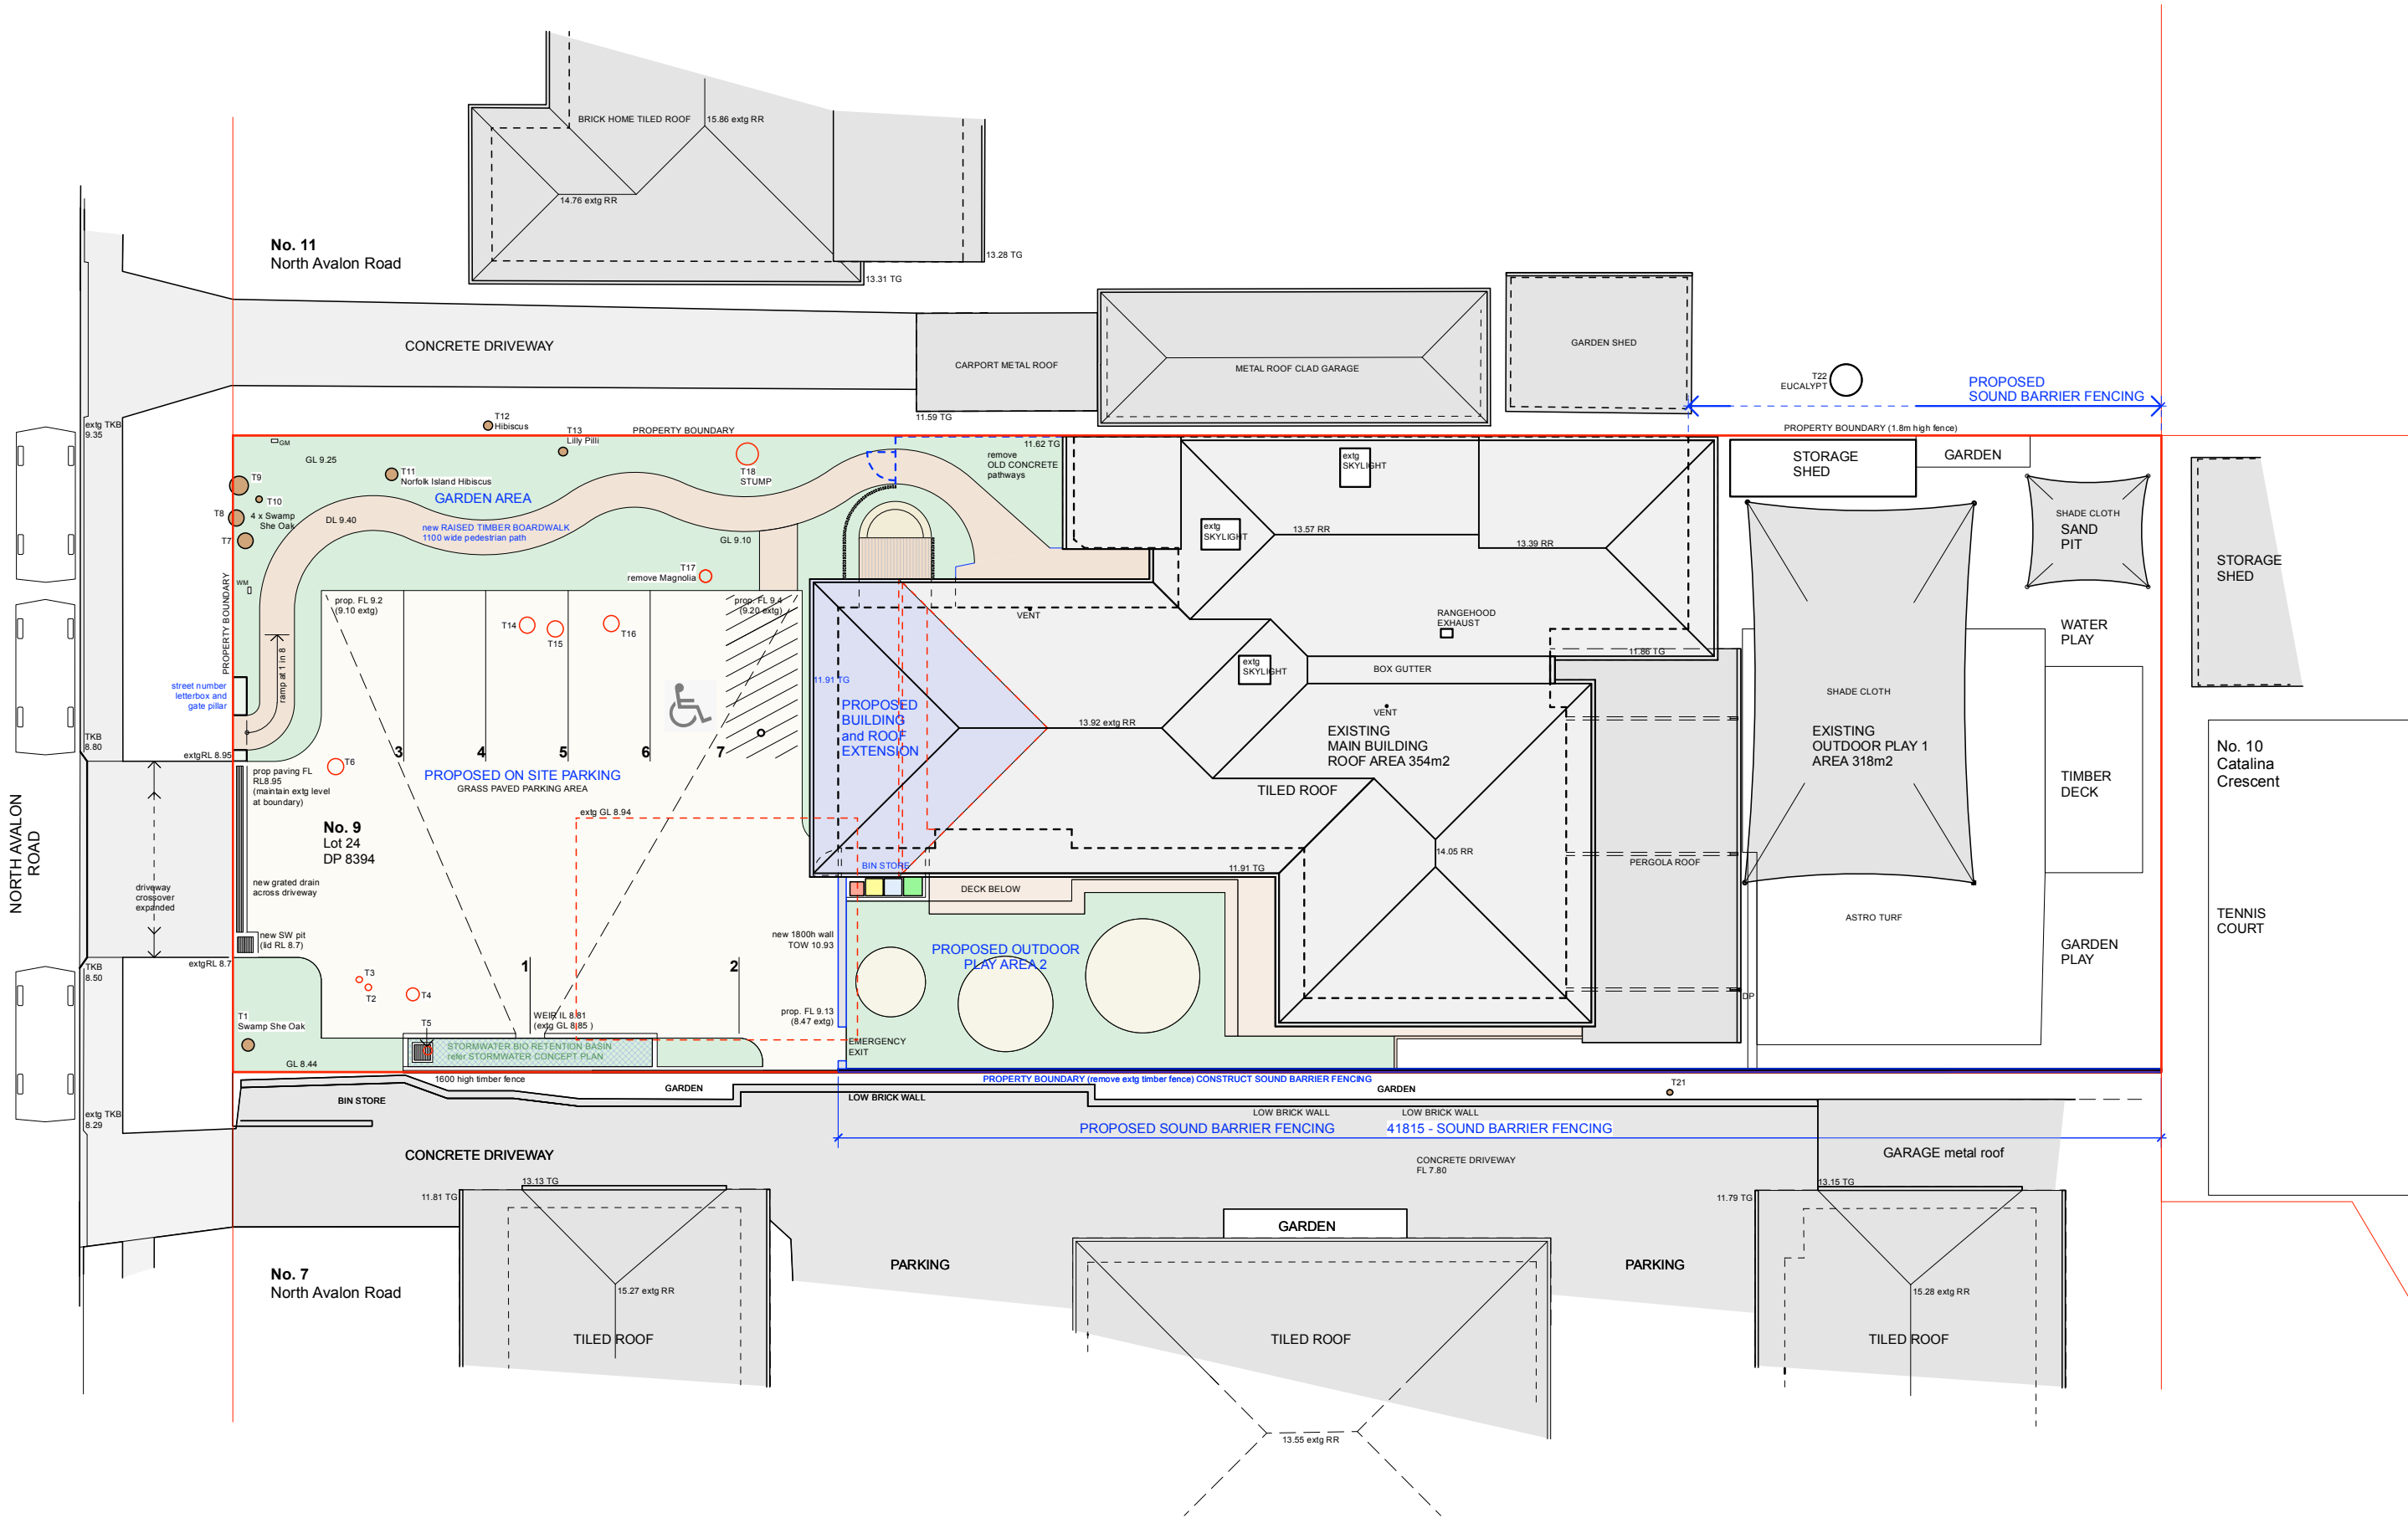 BRICK HOME TILED ROOF
15.86 extg RR
14.76 extg RR
No. 11
North Avalon Road
13.28 TG
13.31 TG
CONCRETE DRIVEWAY
CARPORT METAL ROOF
METAL ROOF CLAD GARAGE
GARDEN SHED
T22
EUCALYPT
PROPOSED
SOUND BARRIER FENCING
11.59 TG
extg TKB
9.35
T12
Hibiscus
T13
Lilly Pilli
PROPERTY BOUNDARY
PROPERTY BOUNDARY (1.8m high fence)
GM
GL 9.25
11.62 TG
remove
OLD CONCRETE
pathways
extg
SKYLIGHT
STORAGE
SHED
GARDEN
T9
T10
T8
4 x Swamp
She Oak
T7
T11
Norfolk Island Hibiscus
GARDEN AREA
T18
STUMP
DL 9.40
new RAISED TIMBER BOARDWALK
1100 wide pedestrian path
GL 9.10
extg
SKYLIGHT
13.57 RR
13.39 RR
SHADE CLOTH
SAND
PIT
STORAGE
SHED
T17
remove Magnolia
WM
PROPERTY BOUNDARY
prop. FL 9.2
(9.10 extg)
prop. FL 9.4
(9.20 extg)
T14
T15
T16
VENT
RANGEHOOD
EXHAUST
WATER
PLAY
ramp at 1 in 8
street number
letterbox and
gate pillar
11.91 TG
extg
SKYLIGHT
BOX GUTTER
11.86 TG
SHADE CLOTH
PROPOSED
BUILDING
and ROOF
EXTENSION
13.92 extg RR
VENT
EXISTING
MAIN BUILDING
ROOF AREA 354m2
EXISTING
OUTDOOR PLAY 1
AREA 318m2
No. 10
Catalina
Crescent
TKB
8.80
extgRL 8.95
3
4
5
6
7
T6
PROPOSED ON SITE PARKING
GRASS PAVED PARKING AREA
prop paving FL
RL8.95
(maintain extg level
at boundary)
TIMBER
DECK
TILED ROOF
extg GL 8.94
No. 9
Lot 24
DP 8394
NORTH AVALON
ROAD
14.05 RR
PERGOLA ROOF
BIN STORE
11.91 TG
driveway
crossover
expanded
new grated drain
across driveway
DECK BELOW
ASTRO TURF
TENNIS
COURT
new SW pit
(lid RL 8.7)
new 1800h wall
TOW 10.93
PROPOSED OUTDOOR
PLAY AREA 2
GARDEN
PLAY
extgRL 8.7
TKB
8.50
1
2
T3
T2
T4
DP
T1
Swamp She Oak
T5
WEIR IL 8.81
(extg GL 8.85 )
prop. FL 9.13
(8.47 extg)
STORMWATER BIO RETENTION BASIN
refer STORMWATER CONCEPT PLAN
EMERGENCY
EXIT
GL 8.44
1600 high timber fence
PROPERTY BOUNDARY (remove extg timber fence) CONSTRUCT SOUND BARRIER FENCING
T21
GARDEN
GARDEN
BIN STORE
LOW BRICK WALL
extg TKB
8.29
LOW BRICK WALL
LOW BRICK WALL
PROPOSED SOUND BARRIER FENCING
41815 - SOUND BARRIER FENCING
CONCRETE DRIVEWAY
CONCRETE DRIVEWAY
FL 7.80
GARAGE metal roof
11.81 TG
13.13 TG
11.79 TG
13.15 TG
GARDEN
No. 7
North Avalon Road
PARKING
PARKING
15.27 extg RR
15.28 extg RR
TILED ROOF
TILED ROOF
TILED ROOF
13.55 extg RR